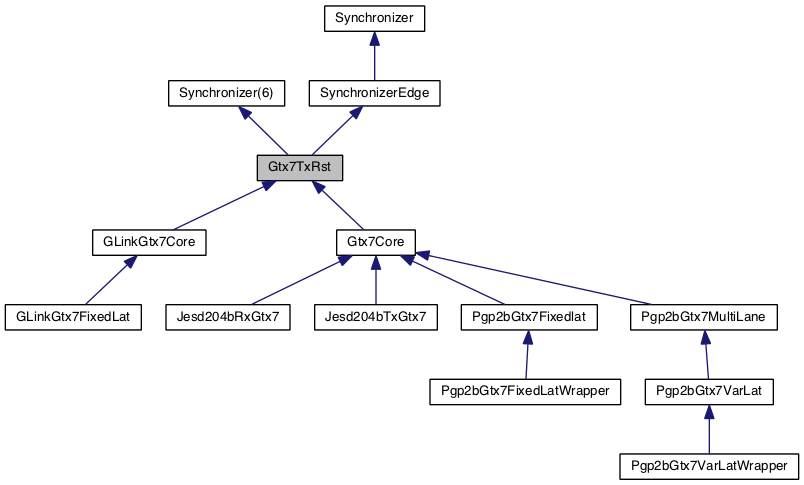 Synchronizer
Synchronizer(6)
SynchronizerEdge
Gtx7TxRst
GLinkGtx7Core
Gtx7Core
GLinkGtx7FixedLat
Jesd204bRxGtx7
Jesd204bTxGtx7
Pgp2bGtx7Fixedlat
Pgp2bGtx7MultiLane
Pgp2bGtx7FixedLatWrapper
Pgp2bGtx7VarLat
Pgp2bGtx7VarLatWrapper